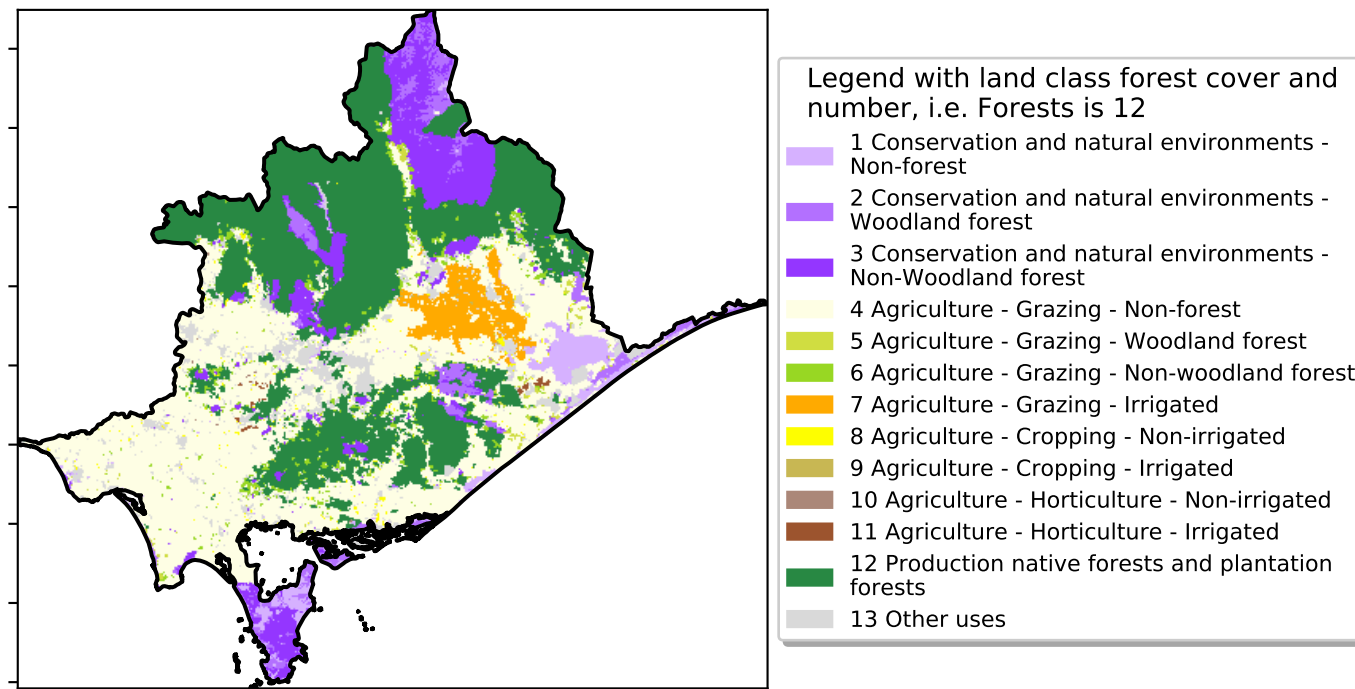 Legend with land class forest cover and
number, i.e. Forests is 12
1 Conservation and natural environments -
Non-forest
2 Conservation and natural environments -
Woodland forest
3 Conservation and natural environments -
Non-Woodland forest
4 Agriculture - Grazing - Non-forest
5 Agriculture - Grazing - Woodland forest
6 Agriculture - Grazing - Non-woodland forest
7 Agriculture - Grazing - Irrigated
8 Agriculture - Cropping - Non-irrigated
9 Agriculture - Cropping - Irrigated
10 Agriculture - Horticulture - Non-irrigated
11 Agriculture - Horticulture - Irrigated
12 Production native forests and plantation
forests
13 Other uses